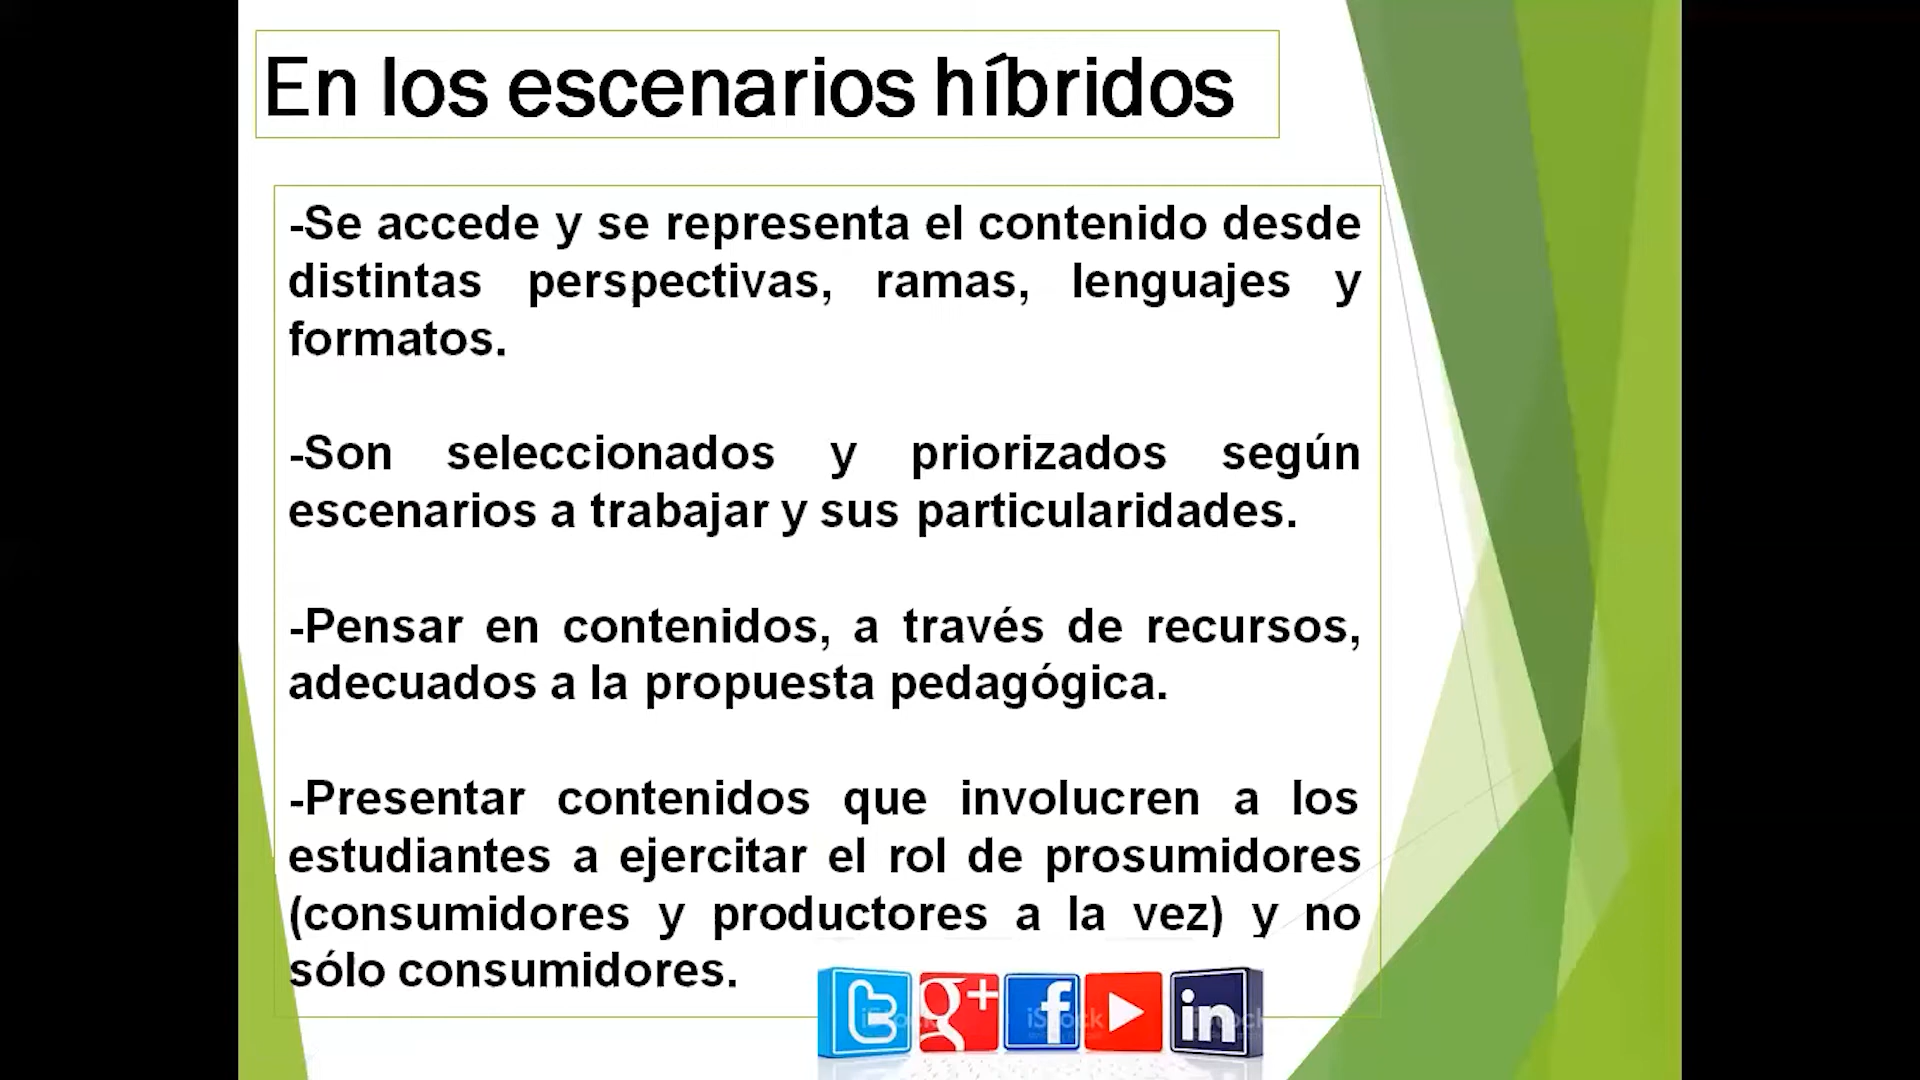 En los escenarios híbridos
-Se accede y se representa el contenido desde
distintas perspectivas, ramas, lenguajes y
formatos.
-Son seleccionados y priorizados según
escenarios a trabajar y sus particularidades.
-Pensar en contenidos, a través de recursos,
adecuados a la propuesta pedagógica.
-Presentar contenidos que involucren a los
estudiantes a ejercitar el rol de prosumidores
(consumidores y productores a la vez) y no
sólo consumidores.
g+ f in